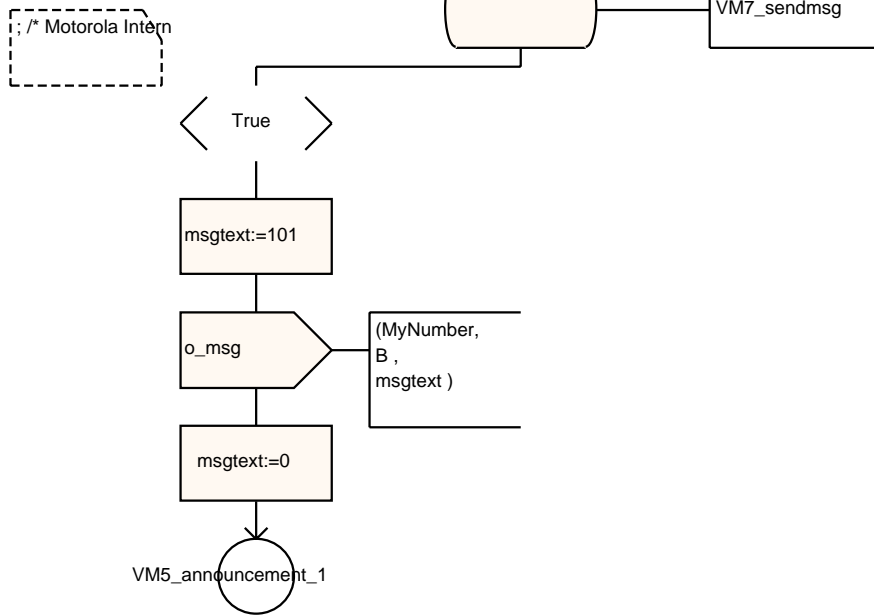 ; /* Motorola Intern
VM7_sendmsg
True
msgtext:=101
o_msg
(MyNumber,
B ,
msgtext )
msgtext:=0
VM5_announcement_1